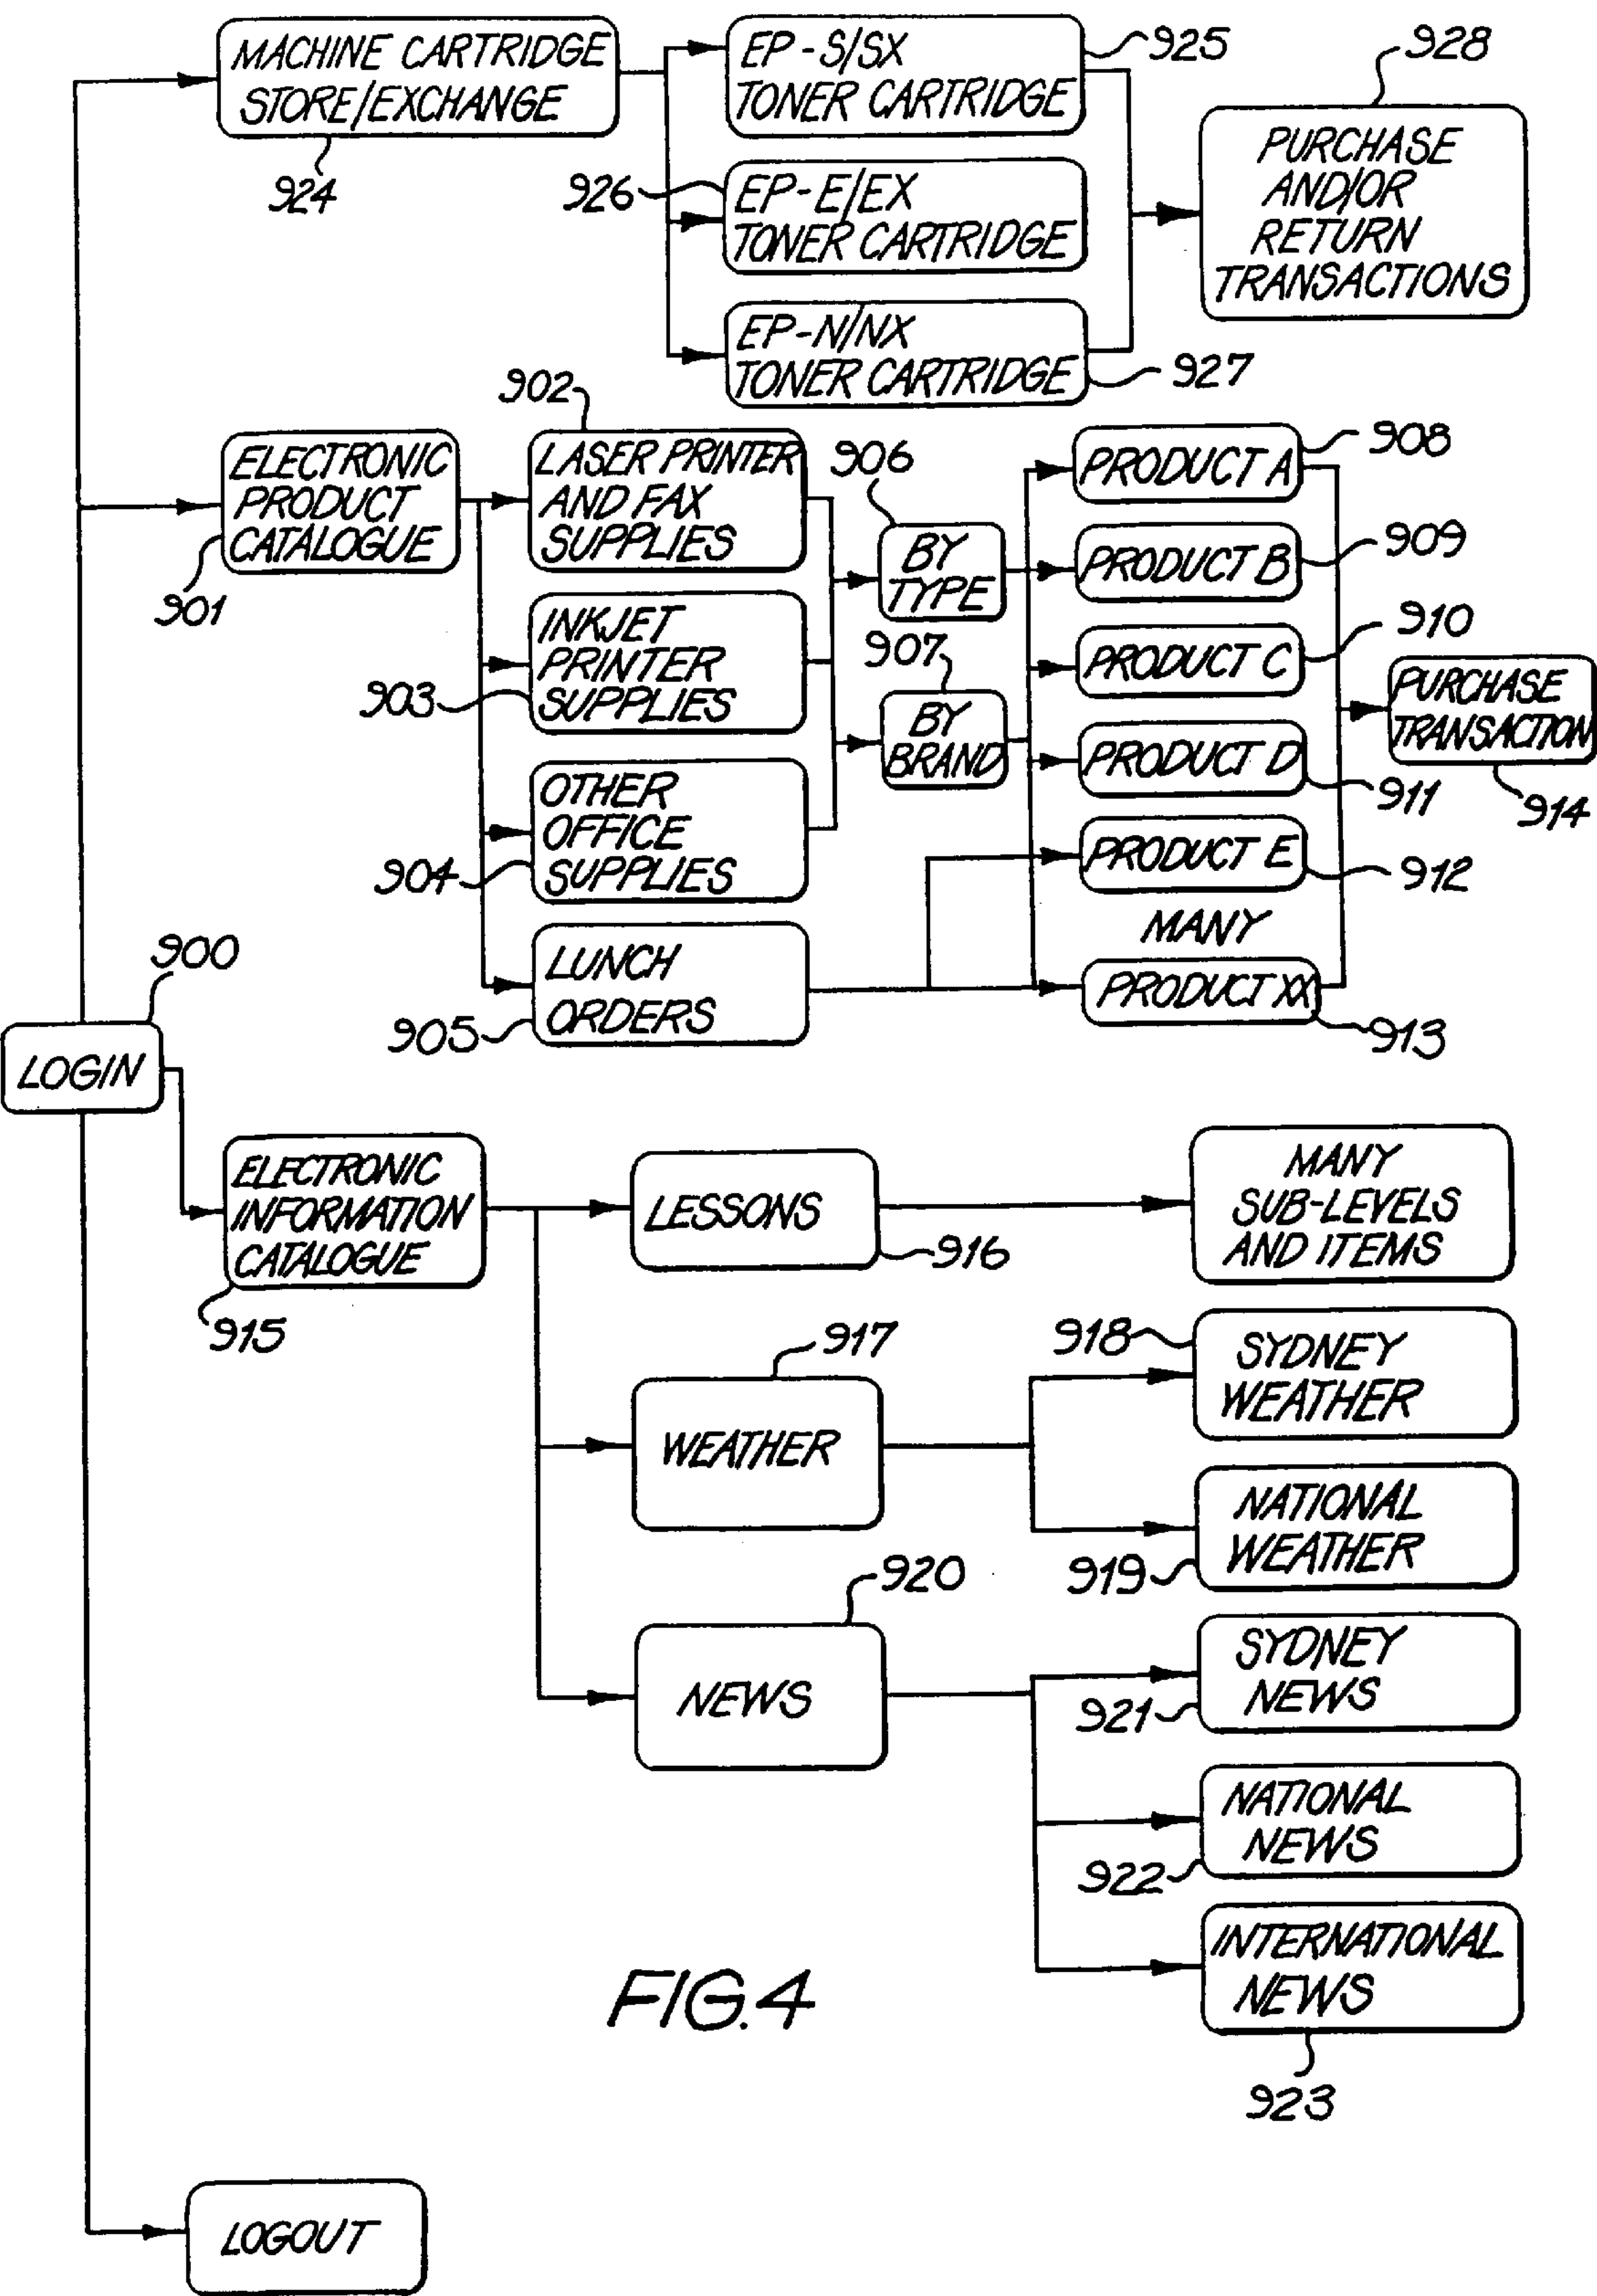 MACHINE CARTRIDGE
STORE/EXCHANGE
924
EP-S/SX
TONER CARTRIDGE
925
926
EP-E/EX
TONER CARTRIDGE
EP-N/NX
TONER CARTRIDGE
927
928
PURCHASE
AND/OR
RETURN
TRANSACTIONS
ELECTRONIC
PRODUCT
CATALOGUE
901
902
LASER PRINTER
AND FAX
SUPPLIES
INKJET
PRINTER
SUPPLIES
903
OTHER
OFFICE
SUPPLIES
904
LUNCH
ORDERS
905
906
BY
TYPE
907
BY
BRAND
PRODUCT A
908
PRODUCT B
909
PRODUCT C
910
PRODUCT D
911
PRODUCT E
912
MANY
PRODUCT XX
913
PURCHASE
TRANSACTION
914
900
LOGIN
ELECTRONIC
INFORMATION
CATALOGUE
915
LESSONS
916
MANY
SUB-LEVELS
AND ITEMS
917
WEATHER
918
SYDNEY
WEATHER
NATIONAL
WEATHER
919
920
NEWS
SYDNEY
NEWS
921
NATIONAL
NEWS
922
INTERNATIONAL
NEWS
923
FIG.4
LOGOUT